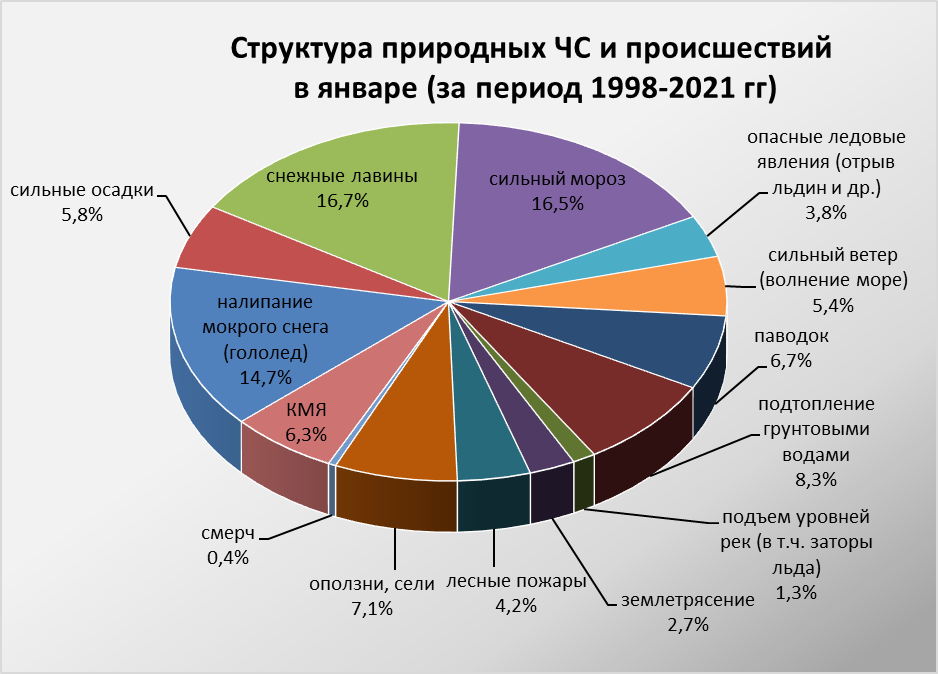 Структура природных ЧС и происшествий
в январе (за период 1998-2021 гг)
снежные лавины
16,7%
сильный мороз
16,5%
опасные ледовые
явления (отрыв
льдин и др.)
3,8%
сильный ветер
(волнение море)
5,4%
паводок
6,7%
подтопление
грунтовыми
водами
8,3%
подъем уровней
рек (в т.ч. заторы
льда)
1,3%
землетрясение
2,7%
лесные пожары
4,2%
оползни, сели
7,1%
смерч
0,4%
КМЯ
6,3%
налипание
мокрого снега
(гололед)
14,7%
сильные осадки
5,8%